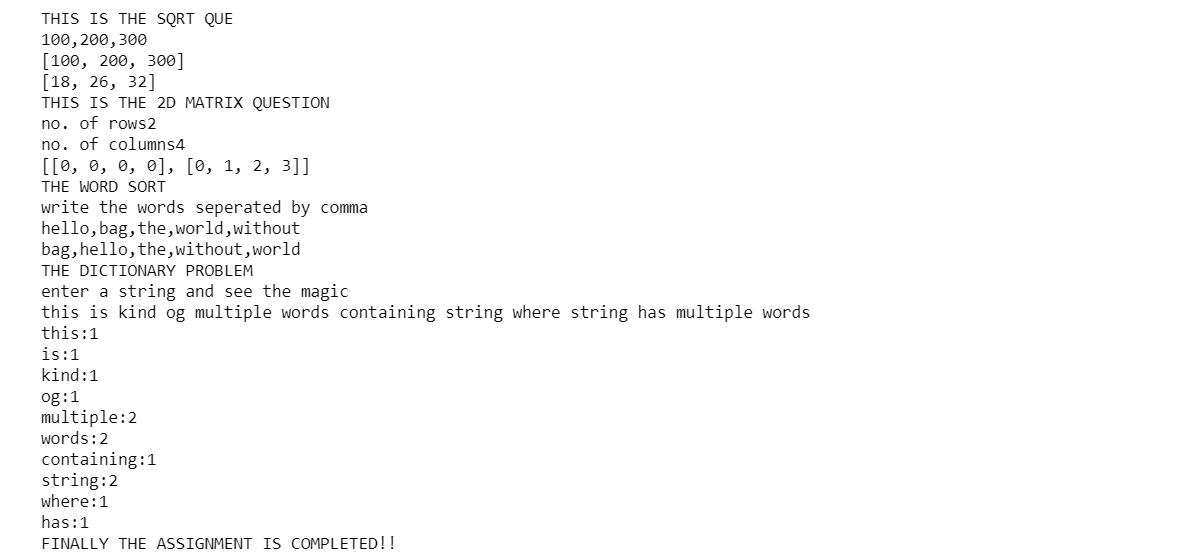 THIS IS THE SQRT QUE
100,200,300
[100, 200, 300]
[18, 26, 32]
THIS IS THE 2D MATRIX QUESTION
no. of rows2
no. of columns4
[[0, 0, 0, 0], [0, 1, 2, 3]]
THE WORD SORT
write the words seperated by comma
hello,bag,the,world,without
bag,hello,the,without,world
THE DICTIONARY PROBLEM
enter a string and see the magic
this is kind og multiple words containing string where string has multiple words
this:1
is:1
kind:1
og:1
multiple:2
words:2
containing:1
string:2
where:1
has:1
FINALLY THE ASSIGNMENT IS COMPLETED!!